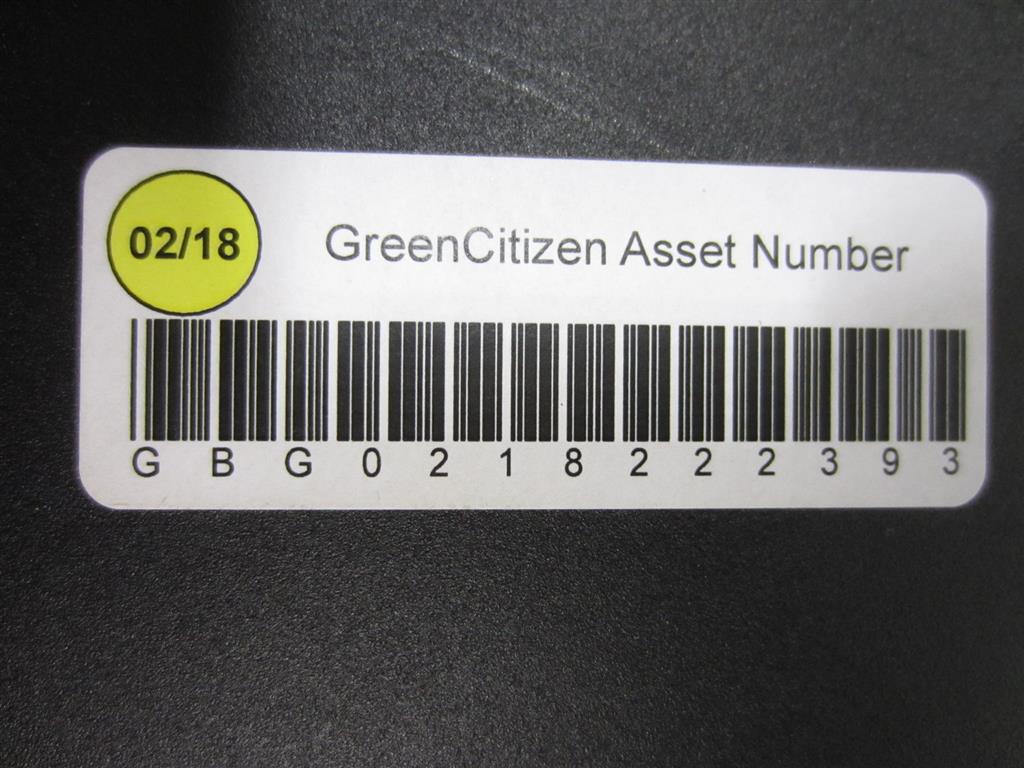 02/18
GreenCitizen Asset Number
G B G 0 2 1 8 2 2 2 3 9 3